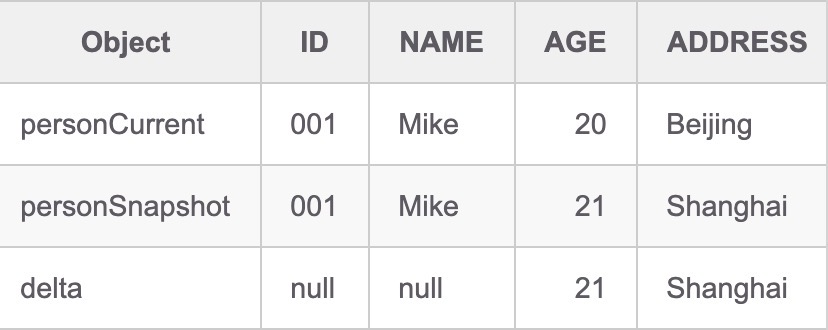 Object ID NAME AGE ADDRESS
personCurrent 001 Mike 20 Beijing
personSnapshot 001 Mike 21 Shanghai
delta null null 21 Shanghai